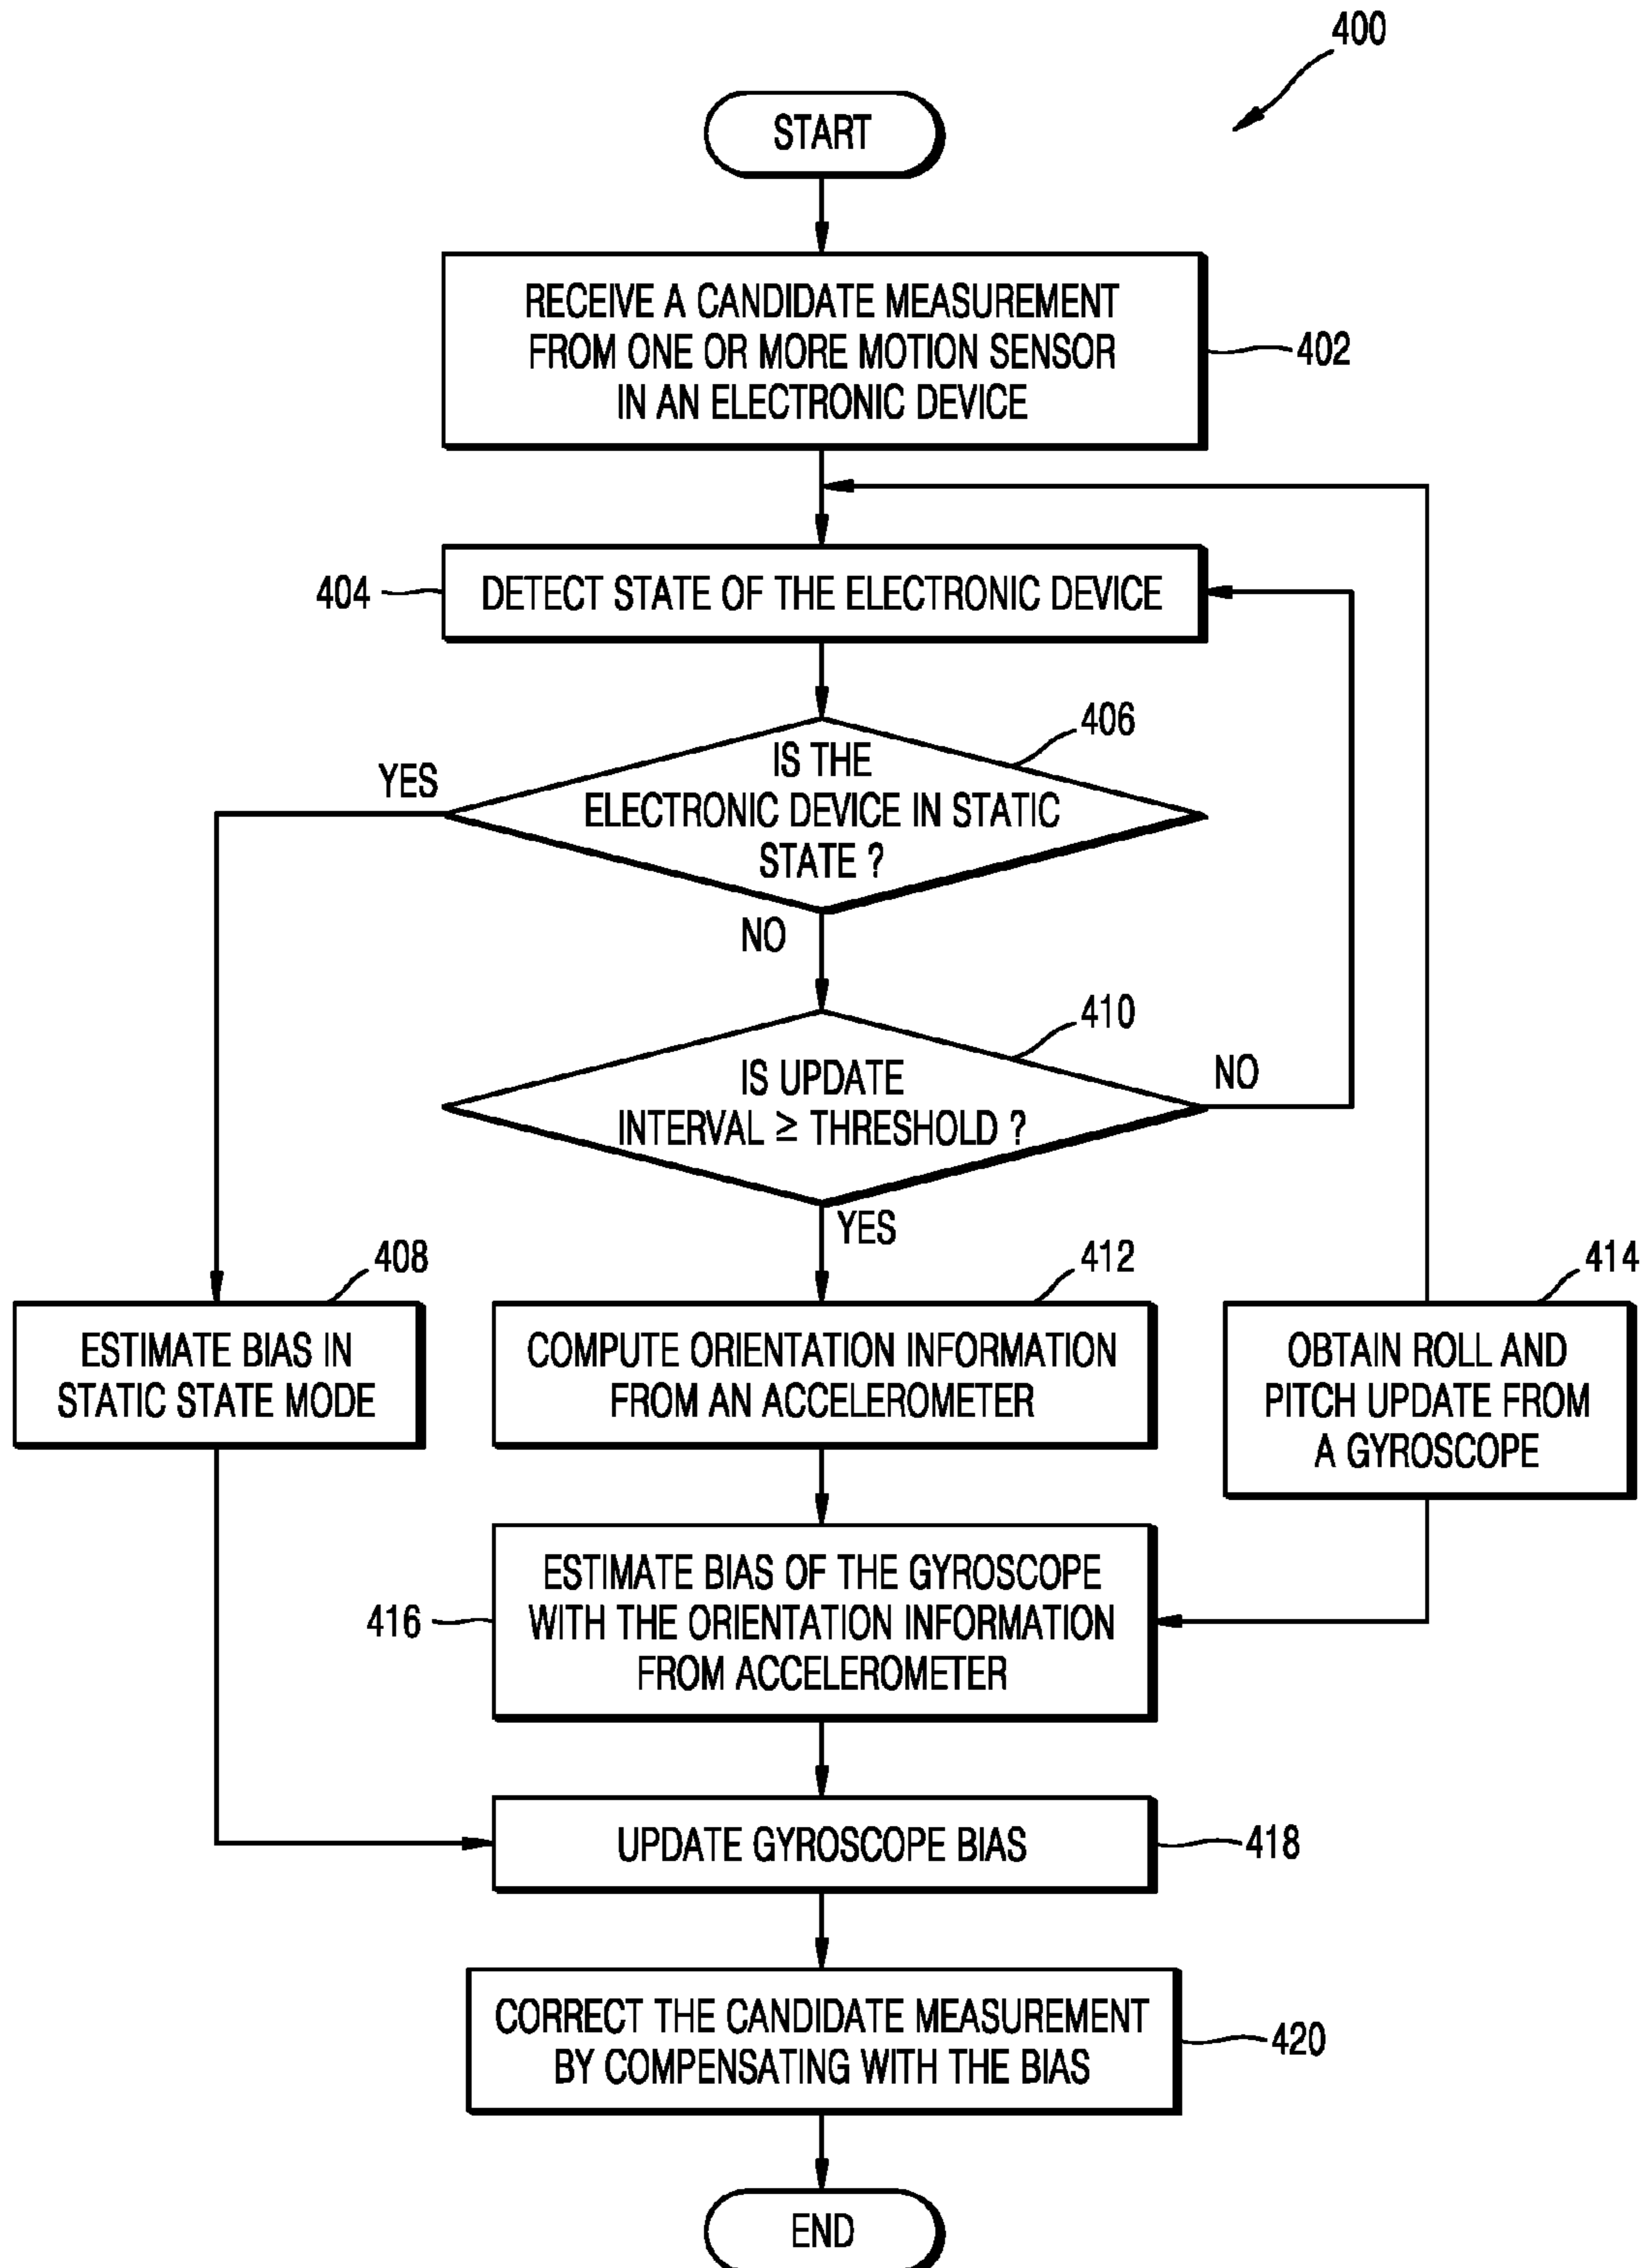 400
START
RECEIVE A CANDIDATE MEASUREMENT
FROM ONE OR MORE MOTION SENSOR
IN AN ELECTRONIC DEVICE
402
404
DETECT STATE OF THE ELECTRONIC DEVICE
406
IS THE
ELECTRONIC DEVICE IN STATIC
STATE ?
YES
NO
410
IS UPDATE
INTERVAL ≥ THRESHOLD ?
NO
YES
408
ESTIMATE BIAS IN
STATIC STATE MODE
412
COMPUTE ORIENTATION INFORMATION
FROM AN ACCELEROMETER
414
OBTAIN ROLL AND
PITCH UPDATE FROM
A GYROSCOPE
416
ESTIMATE BIAS OF THE GYROSCOPE
WITH THE ORIENTATION INFORMATION
FROM ACCELEROMETER
UPDATE GYROSCOPE BIAS
418
CORRECT THE CANDIDATE MEASUREMENT
BY COMPENSATING WITH THE BIAS
420
END